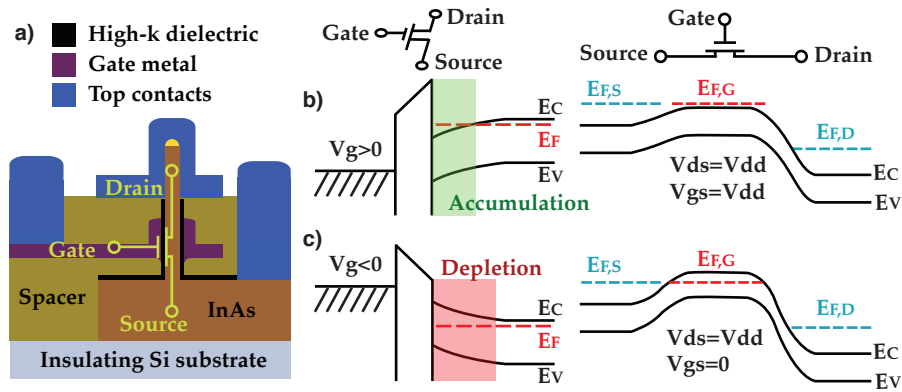 a)
High-k dielectric
Gate metal
Top contacts
Drain
Gate
Spacer
Source
InAs
Insulating Si substrate
Gate
Drain
Source
Gate
Source
Drain
b)
Vg>0
EC
EF
EV
Accumulation
EF,S
EF,G
EF,D
Vds=Vdd
Vgs=Vdd
EC
EV
c)
Vg<0
Depletion
EC
EF
EV
EF,S
EF,G
EF,D
Vds=Vdd
Vgs=0
EC
EV